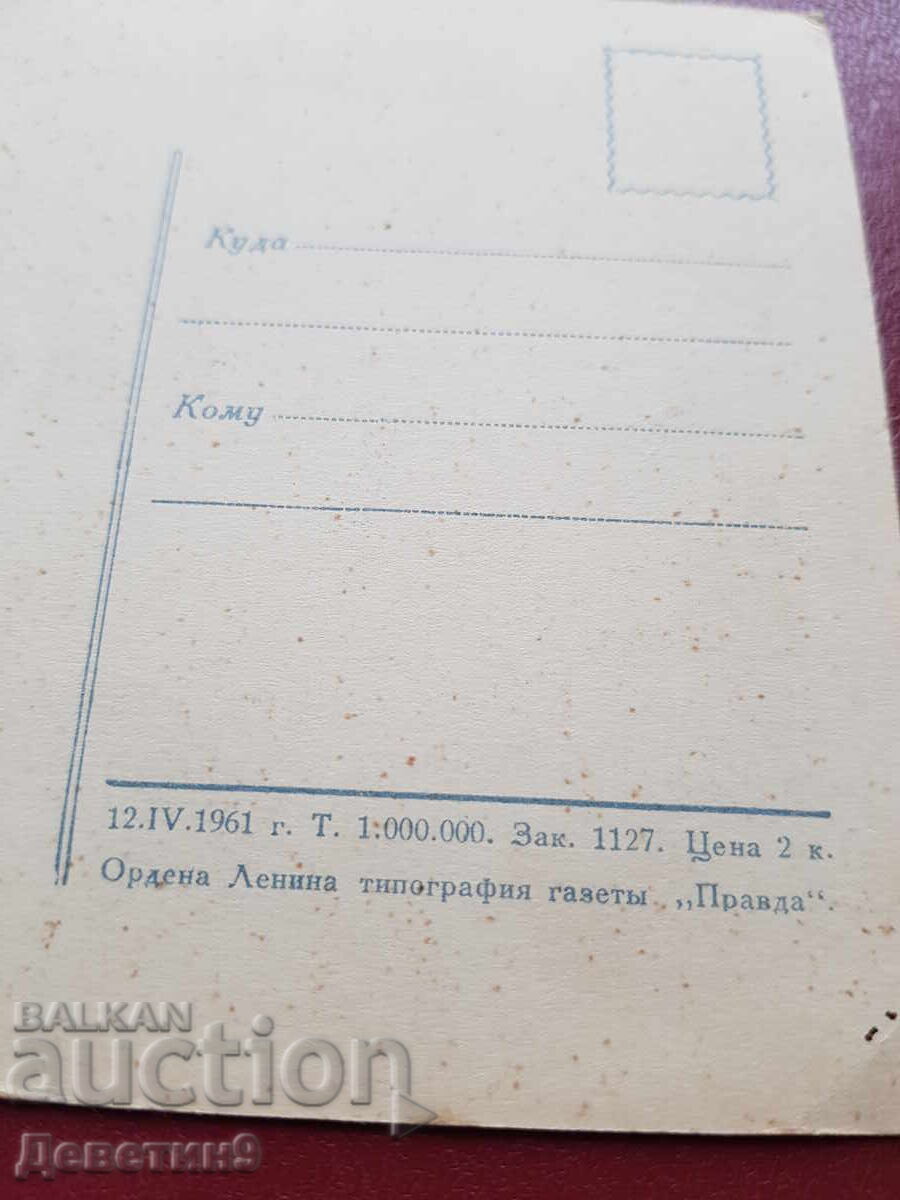 Куда
Кому
12.IV.1961 г. Т. 1:000.000. Зак. 1127. Цена 2 к.
Ордена Ленина типография газеты „Правда“.
BALKAN
auction
Деветин9